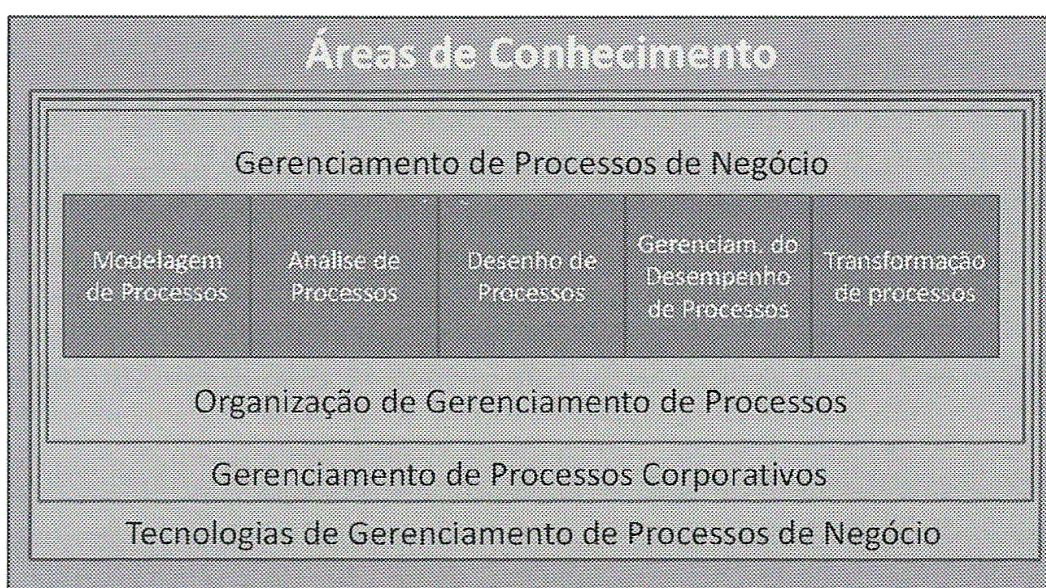 Áreas de Conhecimento
Gerenciamento de Processos de Negócio
Modelagem
de Processos
Análise de
Processos
Desenho de
Processos
Gerenciam. do
Desempenho
de Processos
Transformação
de processos
Organização de Gerenciamento de Processos
Gerenciamento de Processos Corporativos
Tecnologias de Gerenciamento de Processos de Negócio